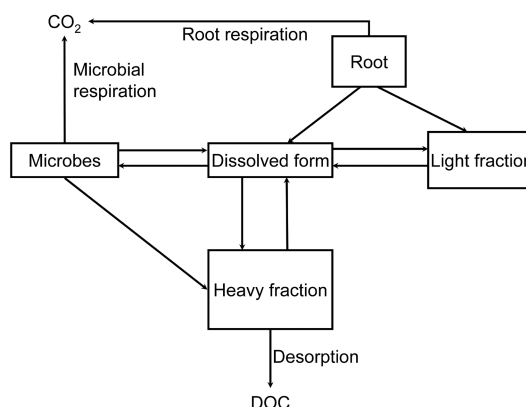 CO2
Root respiration
Root
Microbial
respiration
Microbes
Dissolved form
Light fraction
Heavy fraction
Desorption
DOC